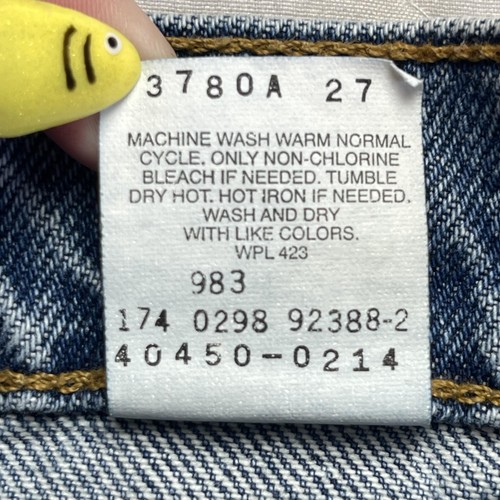 3780A 27
MACHINE WASH WARM NORMAL
CYCLE. ONLY NON-CHLORINE
BLEACH IF NEEDED. TUMBLE
DRY HOT. HOT IRON IF NEEDED.
WASH AND DRY
WITH LIKE COLORS.
WPL 423
983
174 0298 92388-2
40450-0214